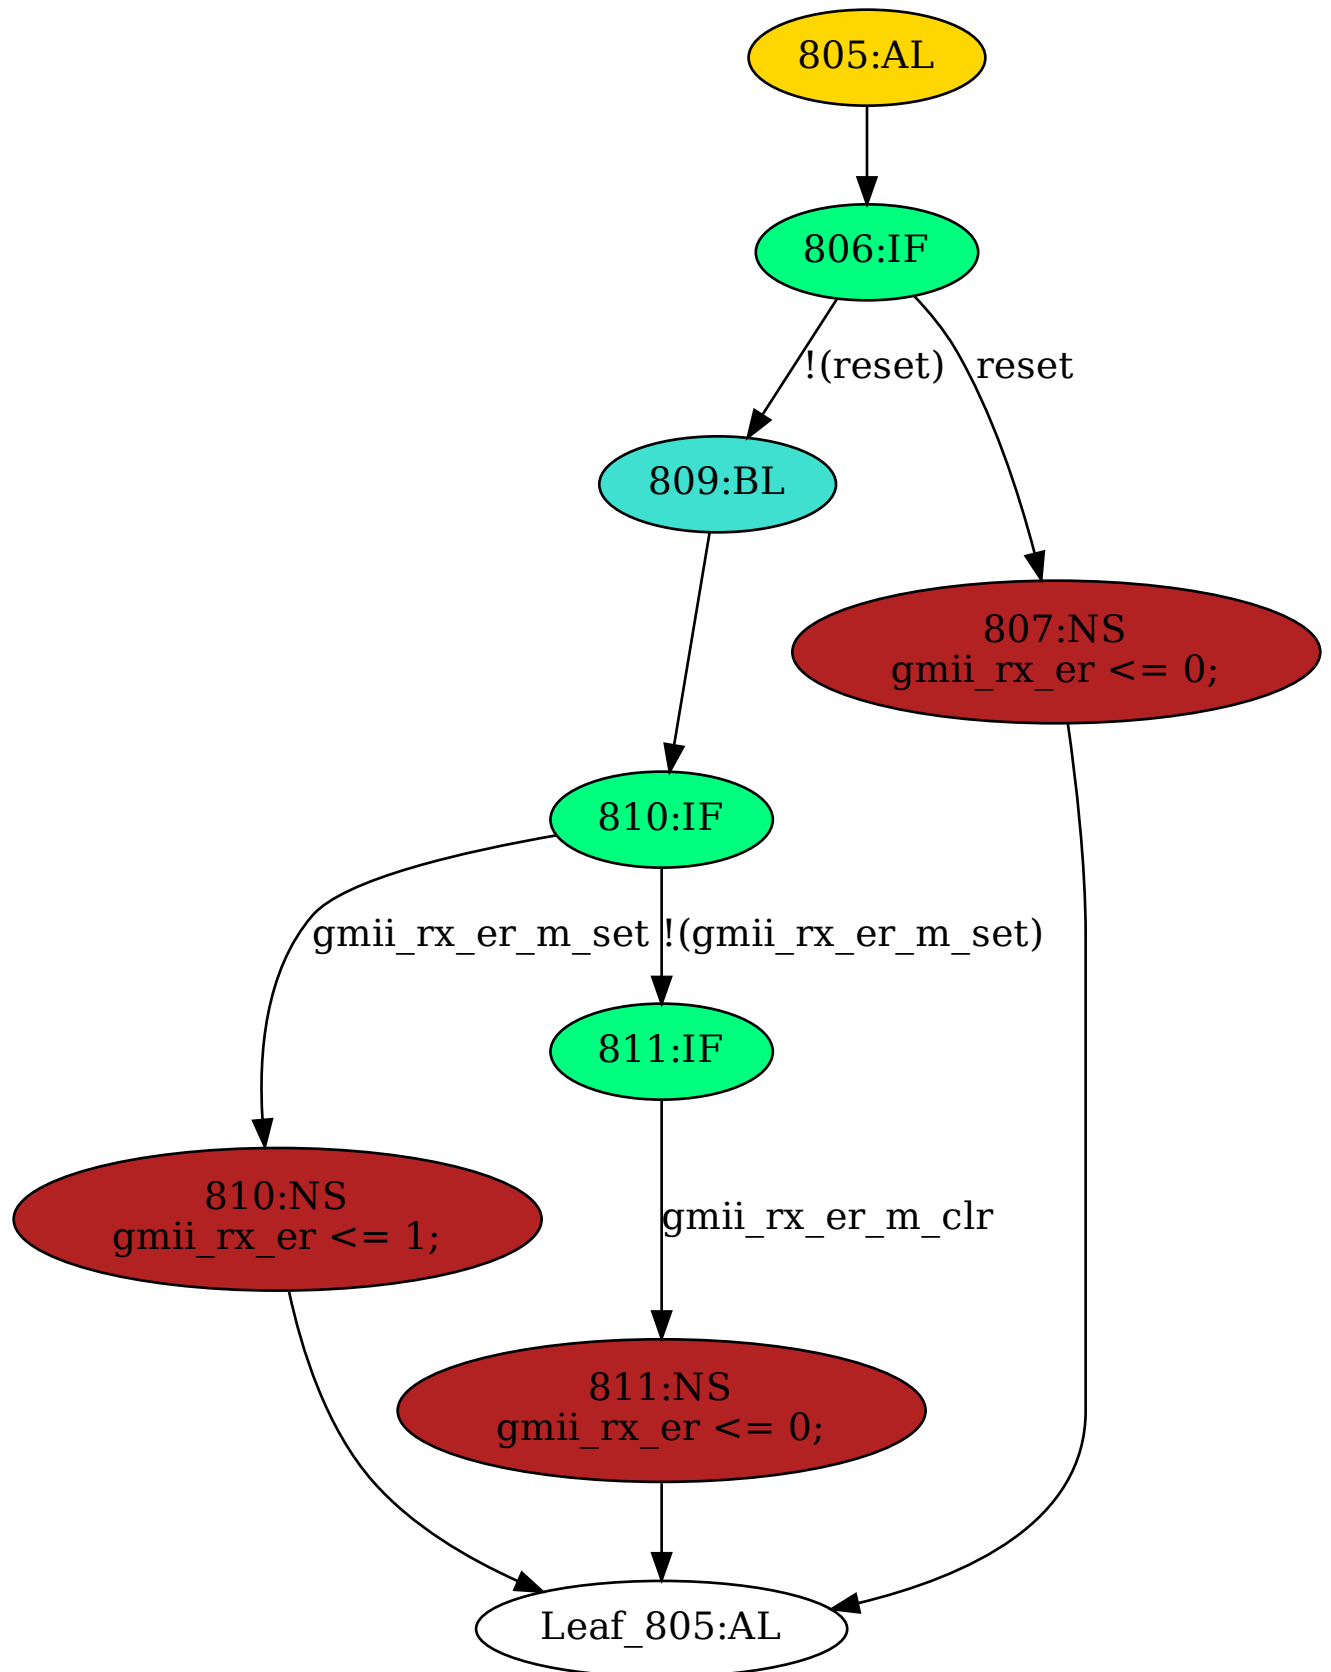 805:AL
806:IF
!(reset)
reset
809:BL
807:NS
gmii_rx_er <= 0;
810:IF
gmii_rx_er_m_set
!(gmii_rx_er_m_set)
811:IF
810:NS
gmii_rx_er <= 1;
gmii_rx_er_m_clr
811:NS
gmii_rx_er <= 0;
Leaf_805:AL